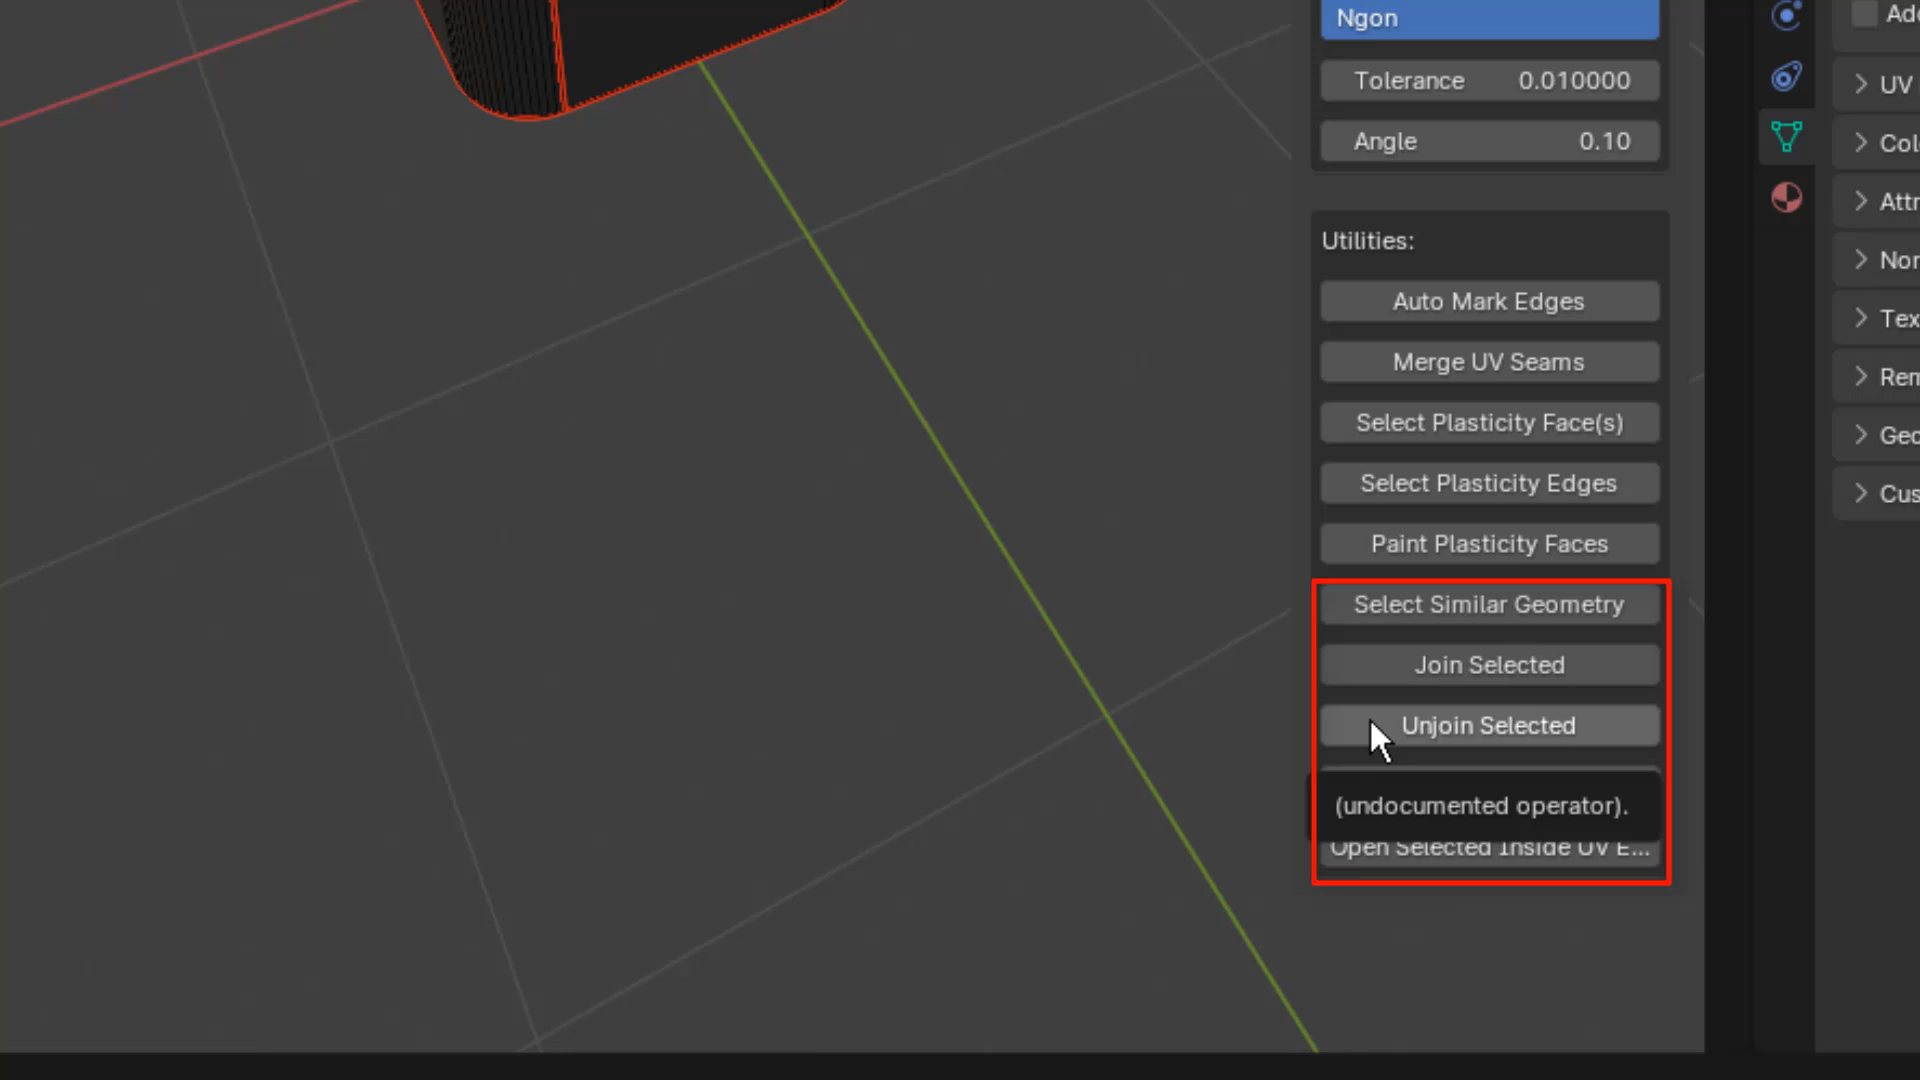 Ngon
Tolerance 0.010000
Angle 0.10
Utilities:
Auto Mark Edges
Merge UV Seams
Select Plasticity Face(s)
Select Plasticity Edges
Paint Plasticity Faces
Select Similar Geometry
Join Selected
Unjoin Selected
(undocumented operator).
Open Selected Inside UV E...
Ad
UV
Col
Attr
Nor
Tex
Rem
Geo
Cus